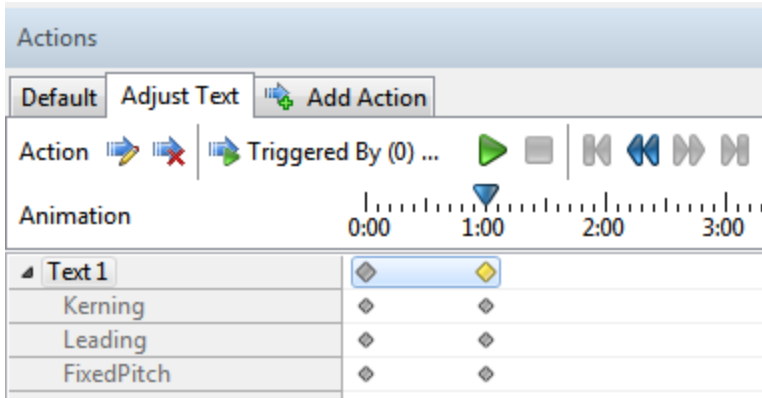 Actions
Default Adjust Text Add Action
Action Triggered By (0) ...
Animation 0:00 1:00 2:00 3:00
Text 1
Kerning
Leading
FixedPitch